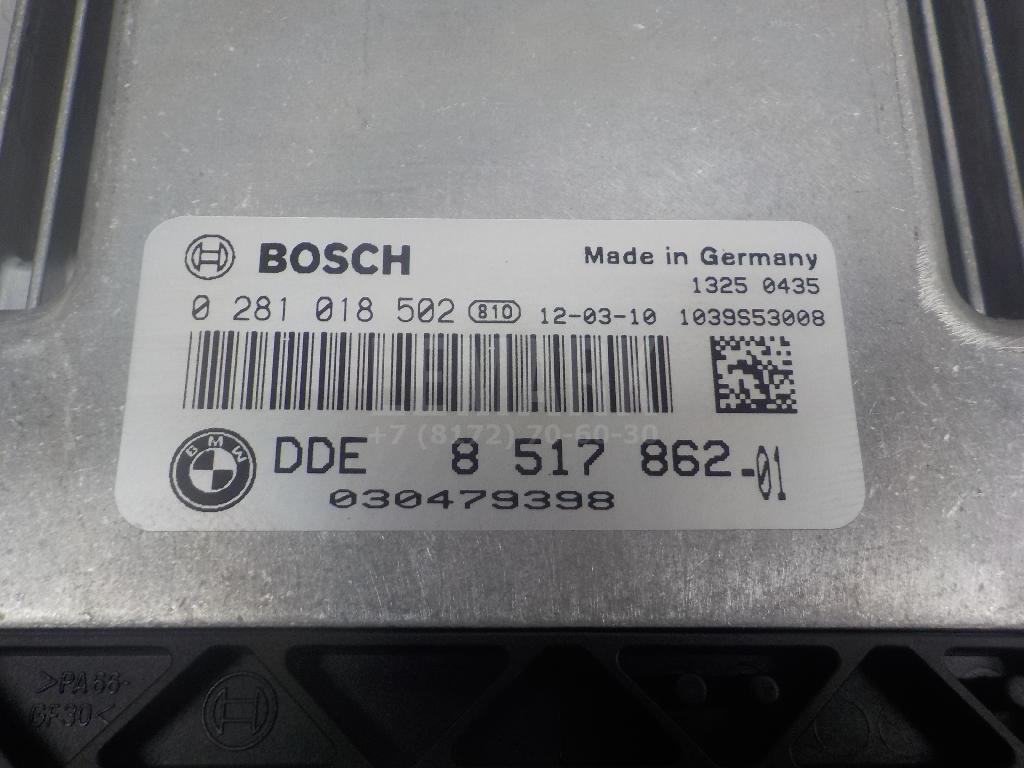 BOSCH
Made in Germany
1325 0435
0 281 018 502 810 12-03-10 1039S53008
+7 (8172) 70-60-30
BMW
DDE 8 517 862-01
030479398
>PA66-
GF30<